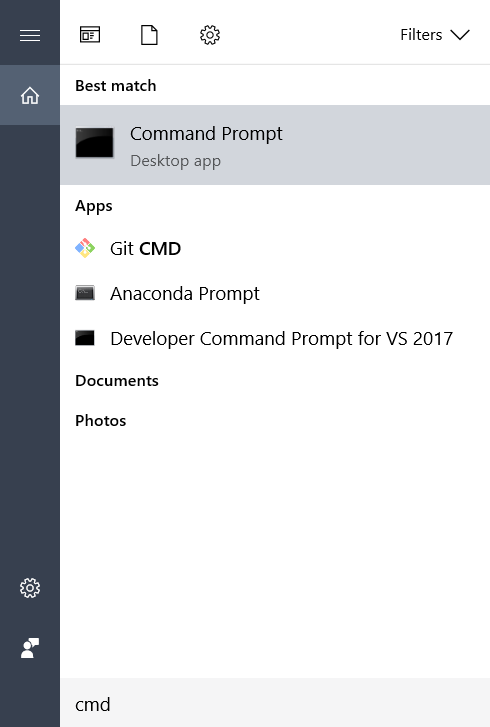 Filters
Best match
Command Prompt
Desktop app
Apps
Git CMD
Anaconda Prompt
Developer Command Prompt for VS 2017
Documents
Photos
cmd